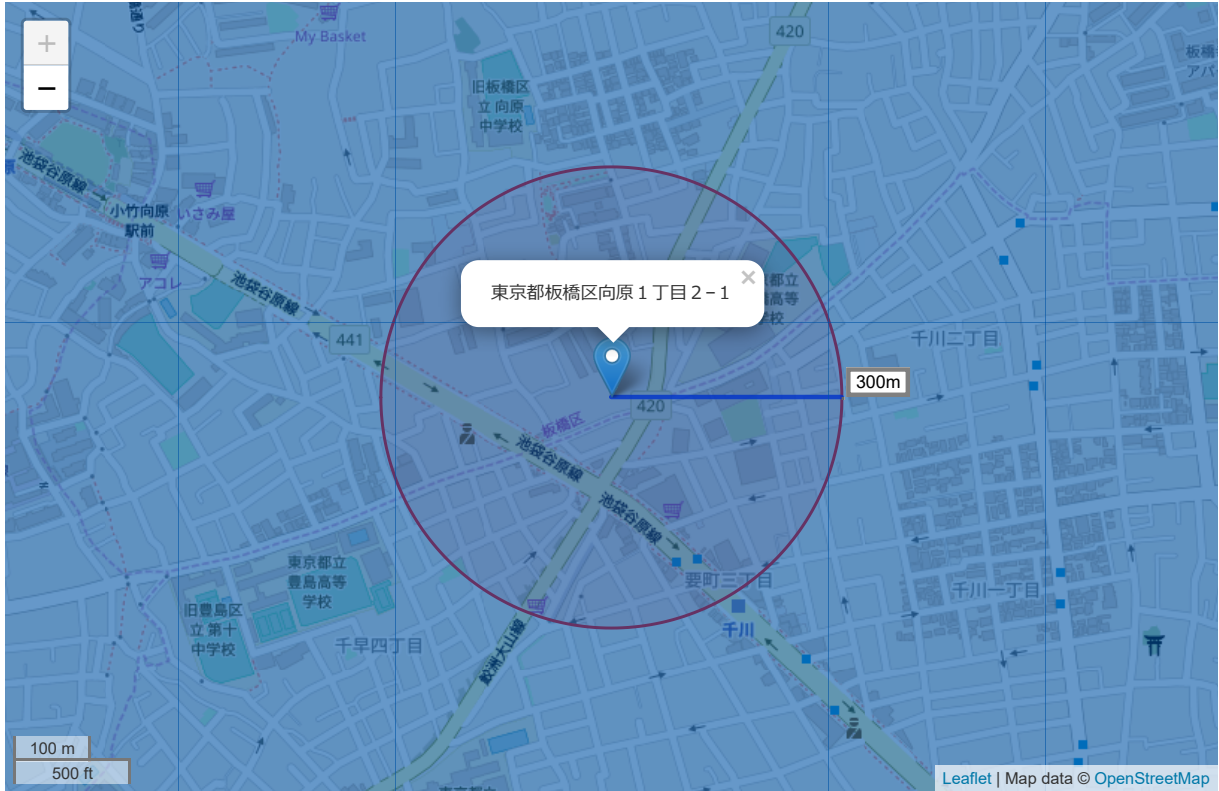 +
−
My Basket
420
旧板橋区
立 向原
中学校
池袋谷原線
小竹向原
駅前
いさみ屋
アコレ
池袋谷原線
441
東京都板橋区向原１丁目２−１
×
都立
高等
学校
千川二丁目
300m
420
板橋区
池袋谷原線
池袋谷原線
要町三丁目
千川
千川一丁目
東京都立
豊島高等
学校
旧豊島区
立 第十
中学校
千早四丁目
鮫洲大山線
100 m
500 ft
Leaflet | Map data © OpenStreetMap